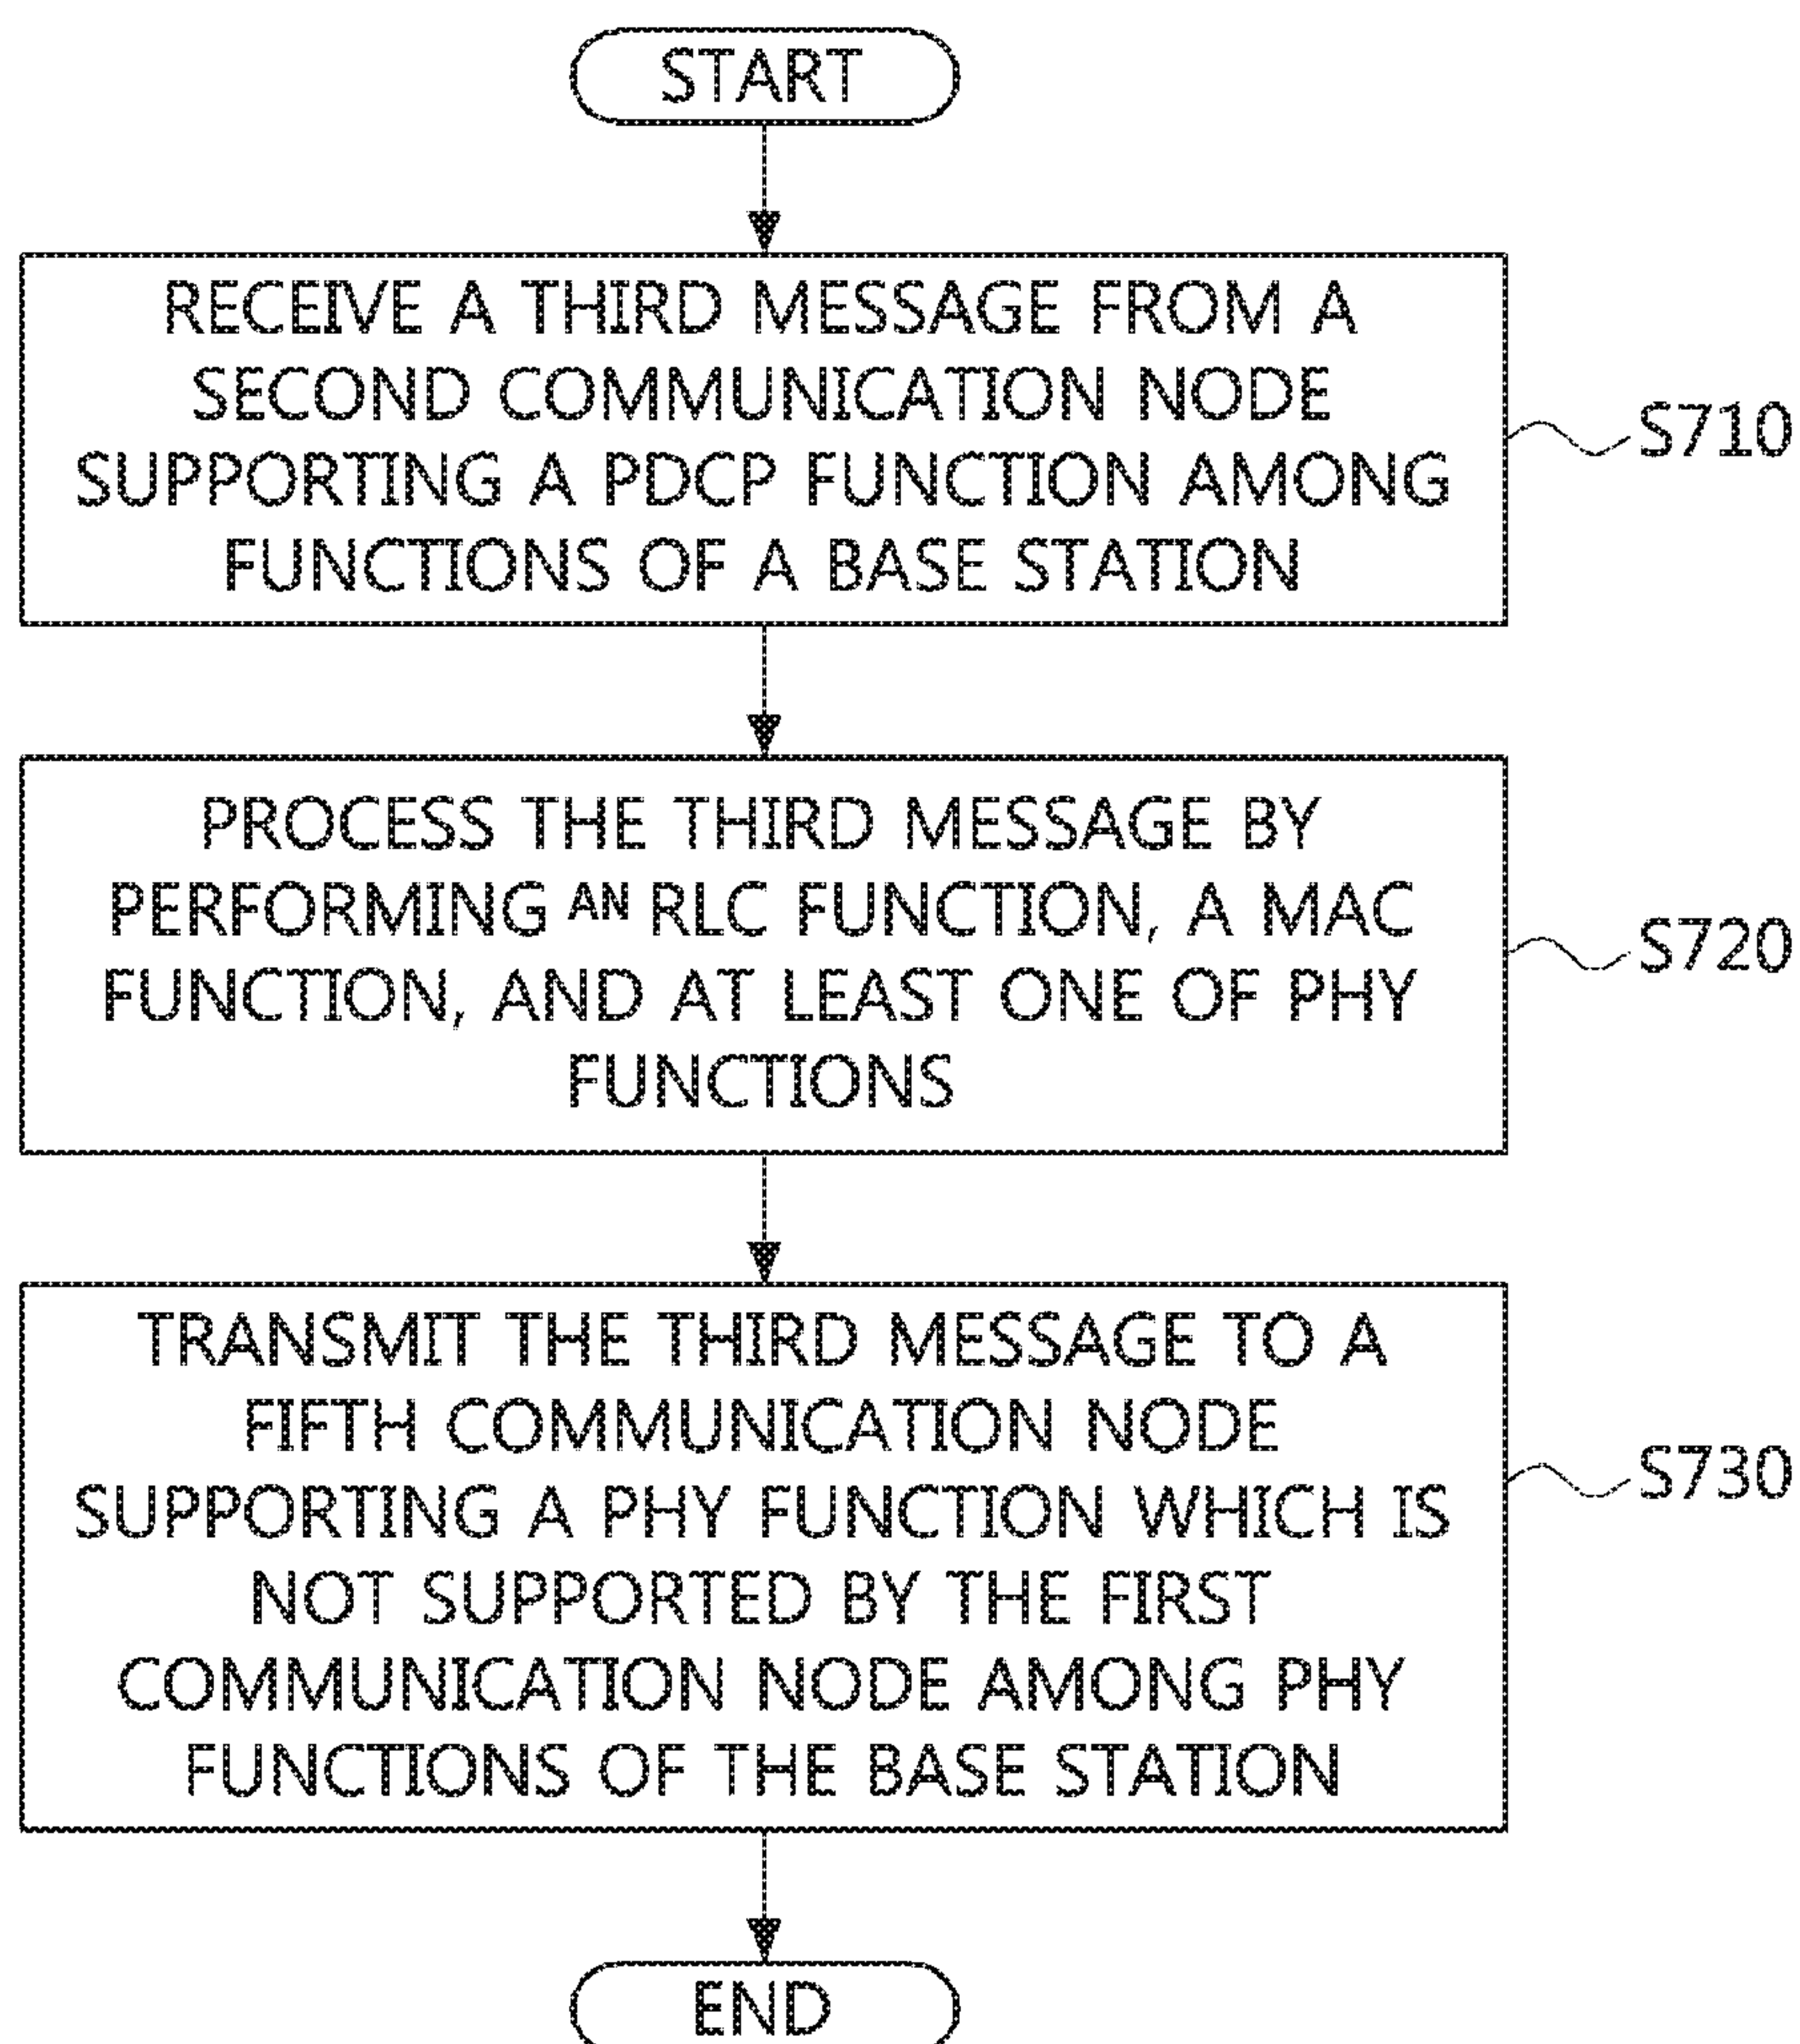 START
RECEIVE A THIRD MESSAGE FROM A
SECOND COMMUNICATION NODE
SUPPORTING A PDCP FUNCTION AMONG
FUNCTIONS OF A BASE STATION
S710
PROCESS THE THIRD MESSAGE BY
PERFORMING AN RLC FUNCTION, A MAC
FUNCTION, AND AT LEAST ONE OF PHY
FUNCTIONS
S720
TRANSMIT THE THIRD MESSAGE TO A
FIFTH COMMUNICATION NODE
SUPPORTING A PHY FUNCTION WHICH IS
NOT SUPPORTED BY THE FIRST
COMMUNICATION NODE AMONG PHY
FUNCTIONS OF THE BASE STATION
S730
END